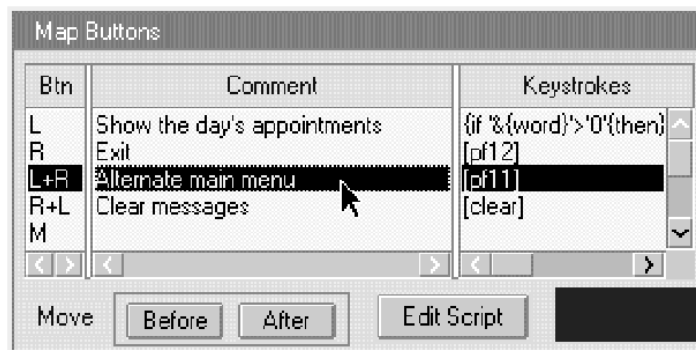 Map Buttons
Btn Comment Keystrokes
L Show the day's appointments {if '&{word}'>'0'{then}
R Exit [pf12]
L+R Alternate main menu [pf11]
R+L Clear messages [clear]
M
Move Before After Edit Script